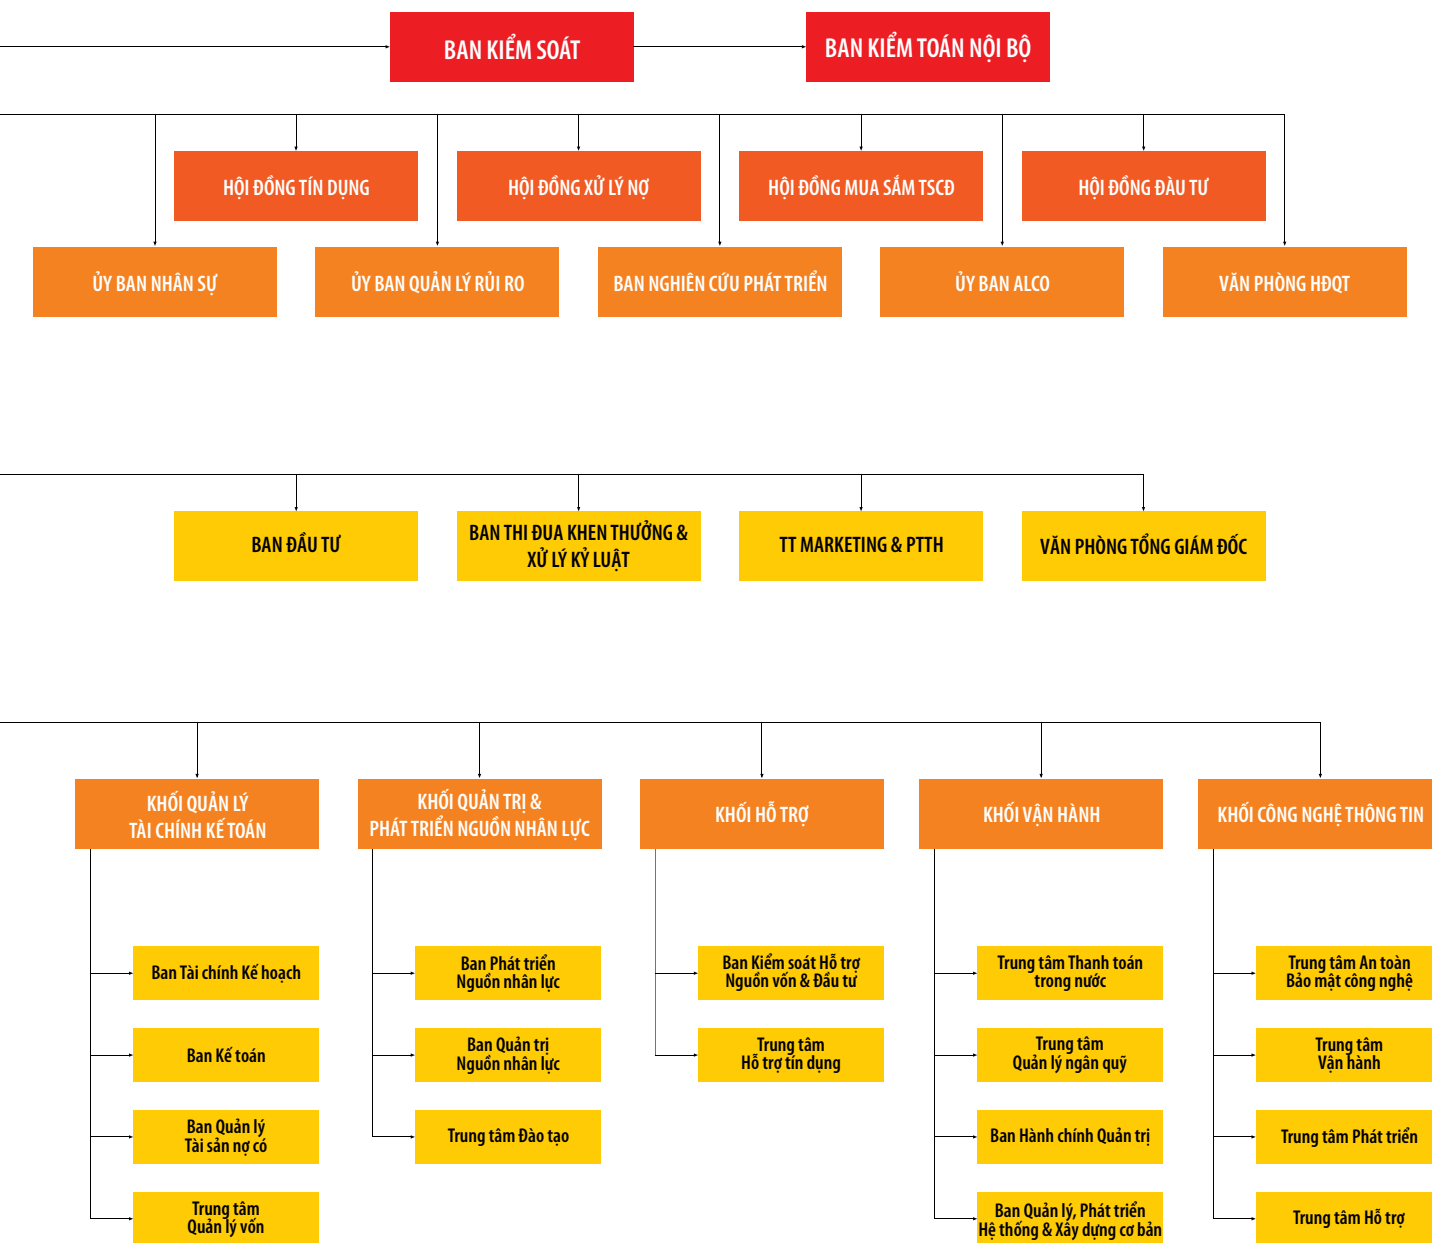 BAN KIỂM SOÁT
BAN KIỂM TOÁN NỘI BỘ
HỘI ĐỒNG TÍN DỤNG
HỘI ĐỒNG XỬ LÝ NỢ
HỘI ĐỒNG MUA SẮM TSCĐ
HỘI ĐỒNG ĐÀU TƯ
ỦY BAN NHÂN SỰ
ỦY BAN QUẢN LÝ RỦI RO
BAN NGHIÊN CỨU PHÁT TRIỂN
ỦY BAN ALCO
VĂN PHÒNG HĐQT
BAN ĐẦU TƯ
BAN THI ĐUA KHEN THƯỞNG &
XỬ LÝ KỶ LUẬT
TT MARKETING & PTTH
VĂN PHÒNG TỔNG GIÁM ĐỐC
KHỐI QUẢN LÝ
TÀI CHÍNH KẾ TOÁN
KHỐI QUẢN TRỊ &
PHÁT TRIỂN NGUỒN NHÂN LỰC
KHỐI HỖ TRỢ
KHỐI VẬN HÀNH
KHỐI CÔNG NGHỆ THÔNG TIN
Ban Tài chính Kế hoạch
Ban Phát triển
Nguồn nhân lực
Ban Kiểm soát Hỗ trợ
Nguồn vốn & Đầu tư
Trung tâm Thanh toán
trong nước
Trung tâm An toàn
Bảo mật công nghệ
Ban Kế toán
Ban Quản trị
Nguồn nhân lực
Trung tâm
Hỗ trợ tín dụng
Trung tâm
Quản lý ngân quỹ
Trung tâm
Vận hành
Ban Quản lý
Tài sản nợ có
Trung tâm Đào tạo
Ban Hành chính Quản trị
Trung tâm Phát triển
Trung tâm
Quản lý vốn
Ban Quản lý, Phát triển
Hệ thống & Xây dựng cơ bản
Trung tâm Hỗ trợ